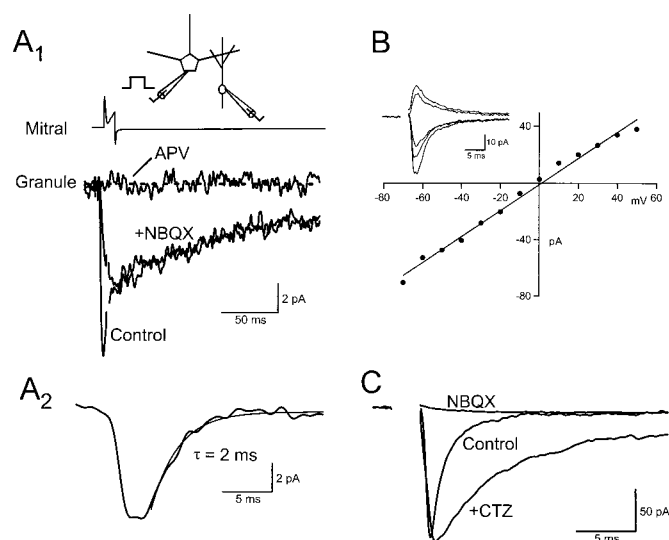 A1
Mitral
APV
Granule
+NBQX
Control
2 pA
50 ms
B
10 pA
5 ms
40
-80 -60 -40 -20 20 40 60
mV
pA
-40
-80
A2
τ = 2 ms
2 pA
5 ms
C
NBQX
Control
+CTZ
50 pA
5 ms